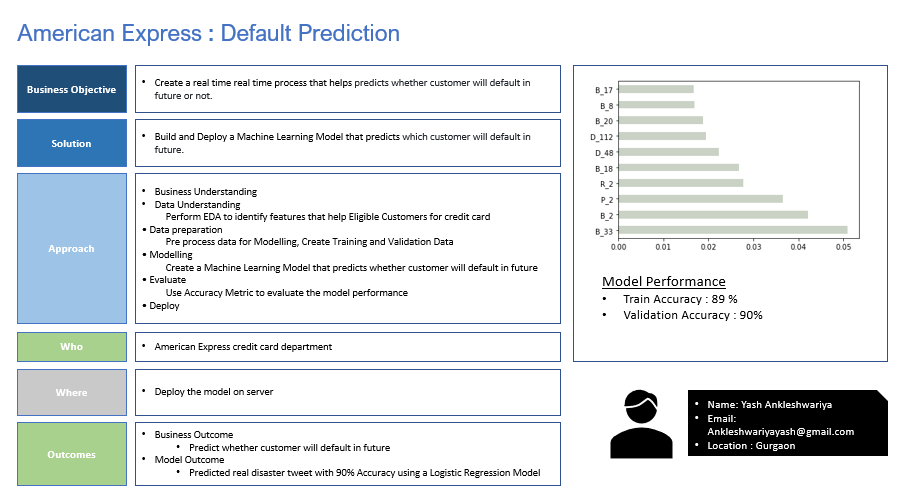 American Express : Default Prediction
Business Objective
• Create a real time real time process that helps predicts whether customer will default in
future or not.
Solution
• Build and Deploy a Machine Learning Model that predicts which customer will default in
future.
Approach
• Business Understanding
• Data Understanding
Perform EDA to identify features that help Eligible Customers for credit card
• Data preparation
Pre process data for Modelling, Create Training and Validation Data
• Modelling
Create a Machine Learning Model that predicts whether customer will default in future
• Evaluate
Use Accuracy Metric to evaluate the model performance
• Deploy
Who
• American Express credit card department
Where
• Deploy the model on server
Outcomes
• Business Outcome
• Predict whether customer will default in future
• Model Outcome
• Predicted real disaster tweet with 90% Accuracy using a Logistic Regression Model
B_17
B_8
B_20
D_112
D_48
B_18
R_2
P_2
B_2
B_33
0.00 0.01 0.02 0.03 0.04 0.05
Model Performance
• Train Accuracy : 89 %
• Validation Accuracy : 90%
• Name: Yash Ankleshwariya
• Email:
Ankleshwariyayash@gmail.com
• Location : Gurgaon